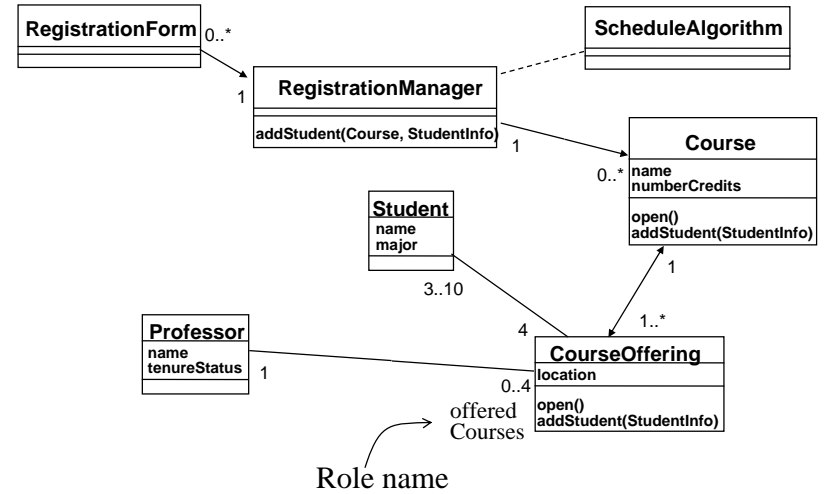 RegistrationForm
0..*
ScheduleAlgorithm
1
RegistrationManager
addStudent(Course, StudentInfo)
1
Course
0..*
name
numberCredits
open()
addStudent(StudentInfo)
Student
name
major
1
3..10
1..*
4
Professor
name
tenureStatus
1
CourseOffering
location
0..4
open()
addStudent(StudentInfo)
offered
Courses
Role name